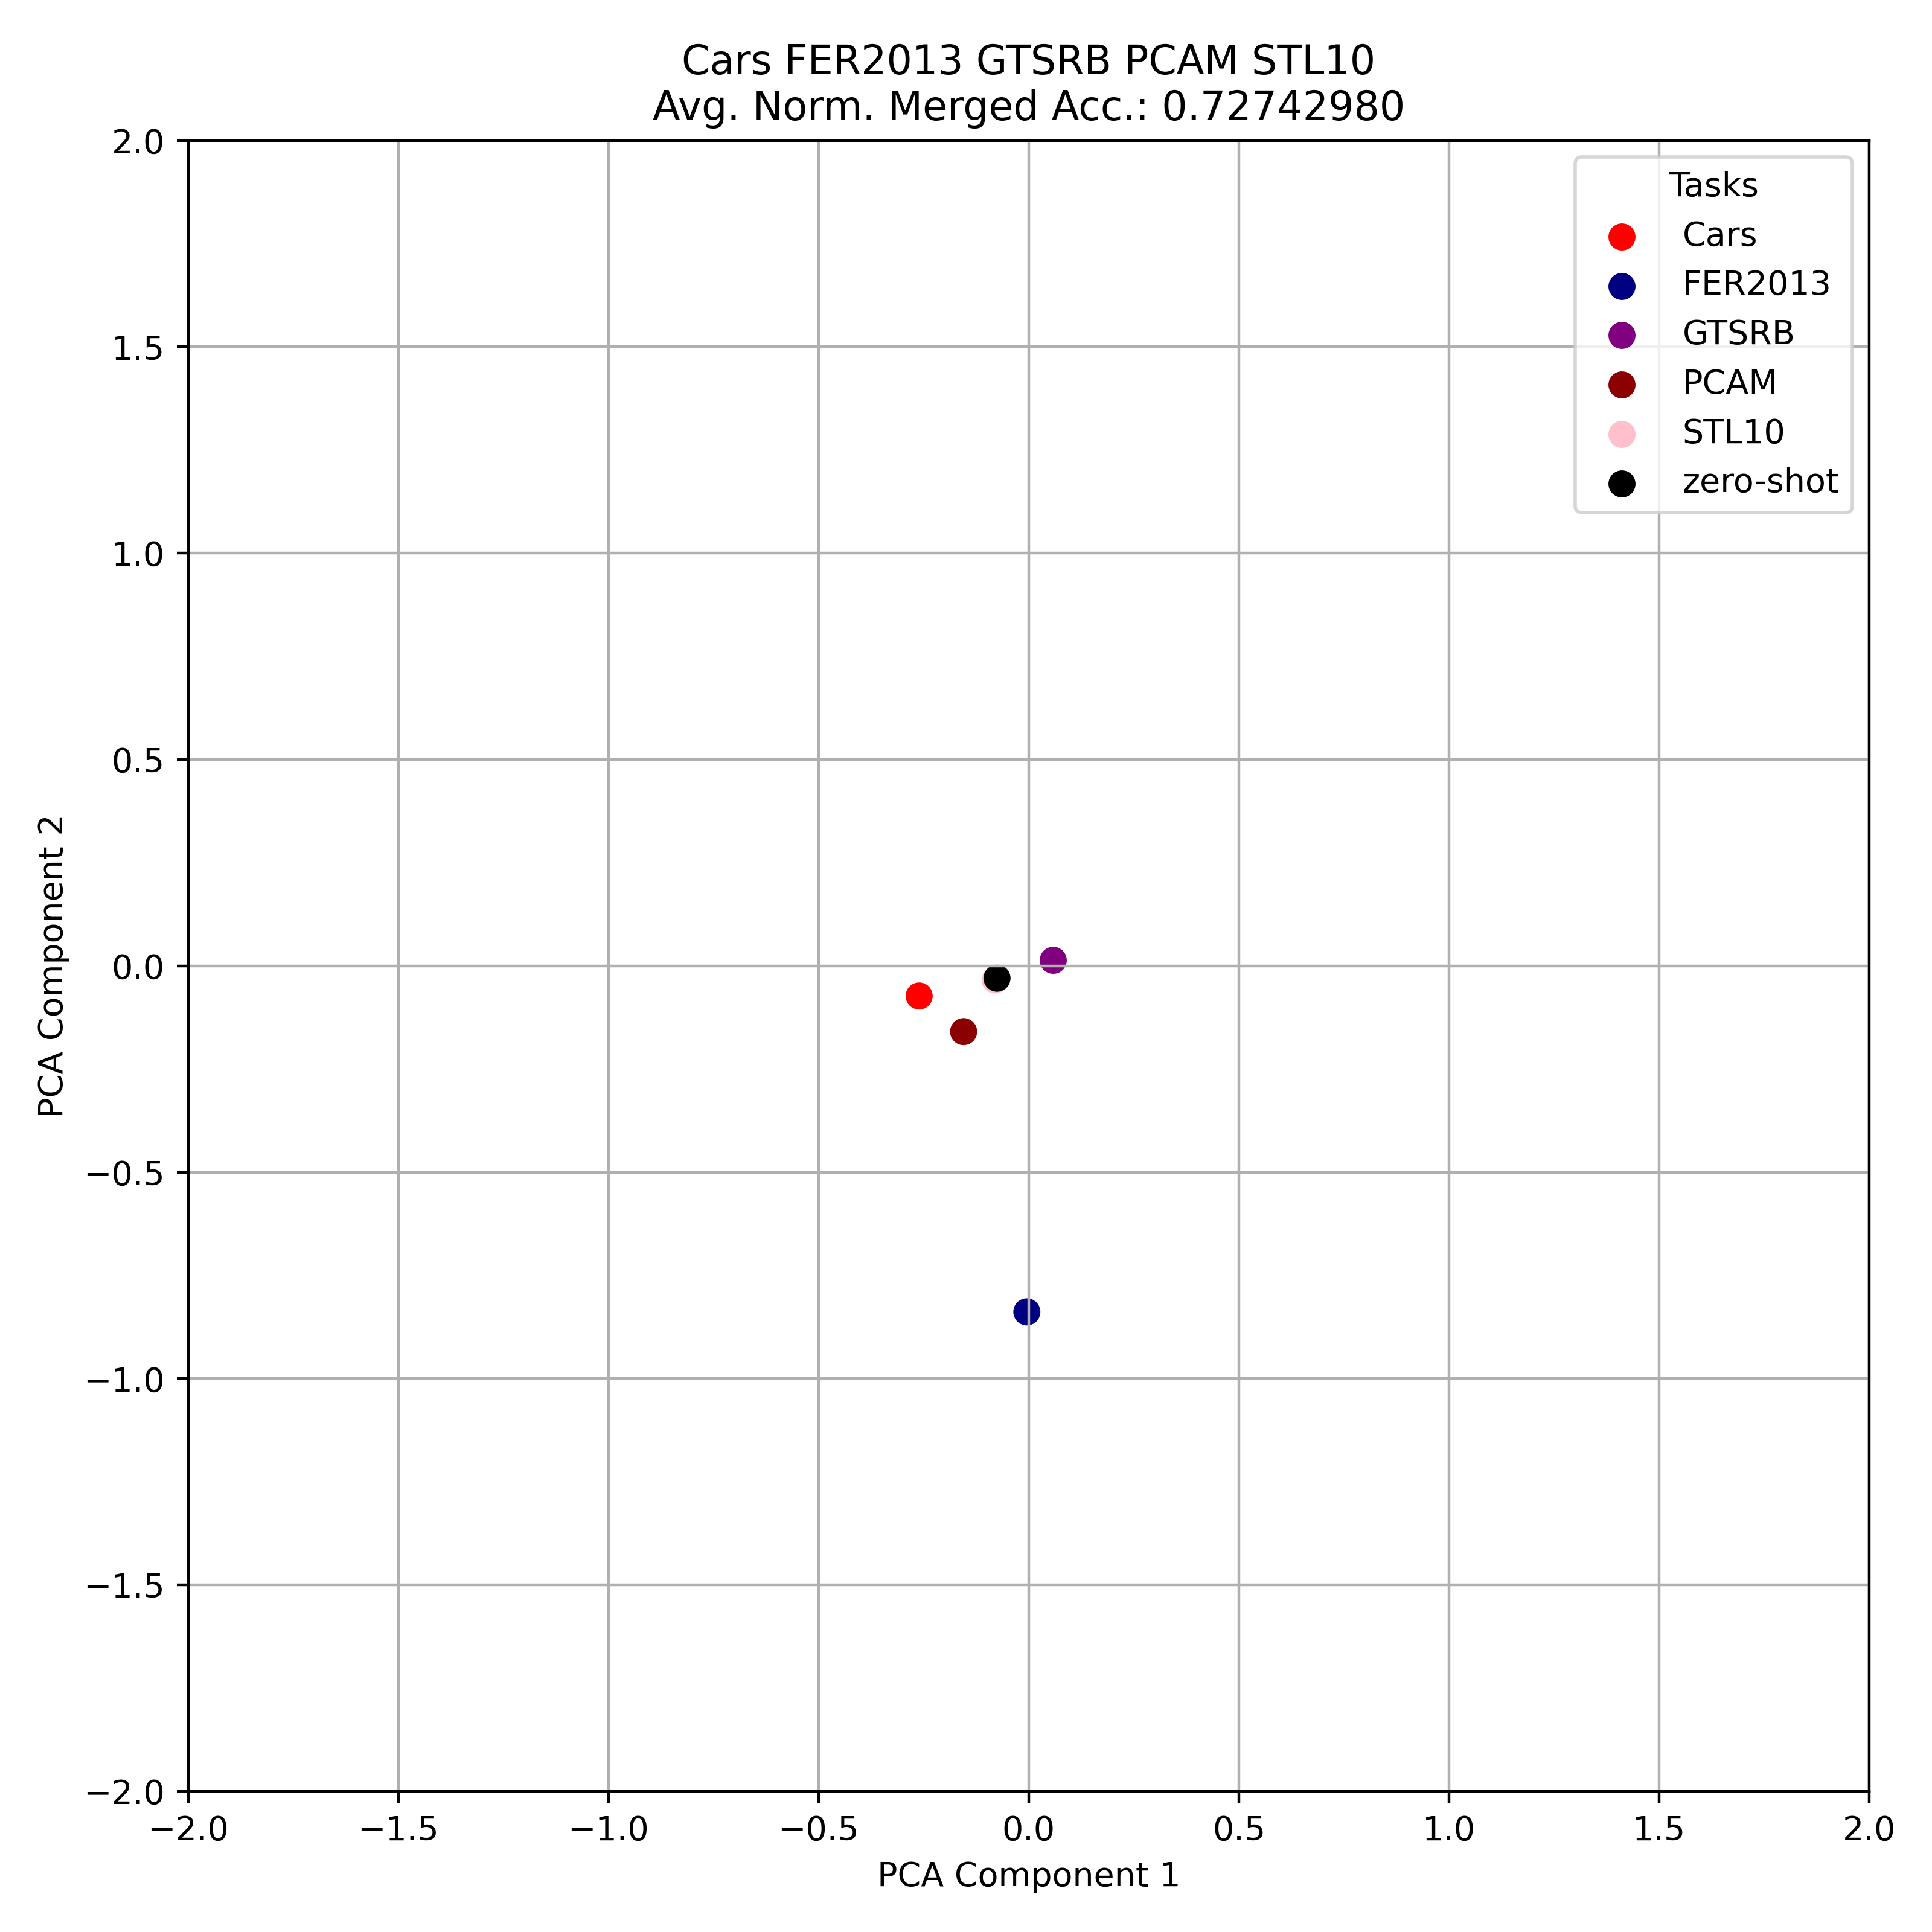 Cars FER2013 GTSRB PCAM STL10
Avg. Norm. Merged Acc.: 0.72742980
Tasks
Cars
FER2013
GTSRB
PCAM
STL10
zero-shot
2.0
1.5
1.0
0.5
0.0
−0.5
−1.0
−1.5
−2.0
PCA Component 2
−2.0 −1.5 −1.0 −0.5 0.0 0.5 1.0 1.5 2.0
PCA Component 1